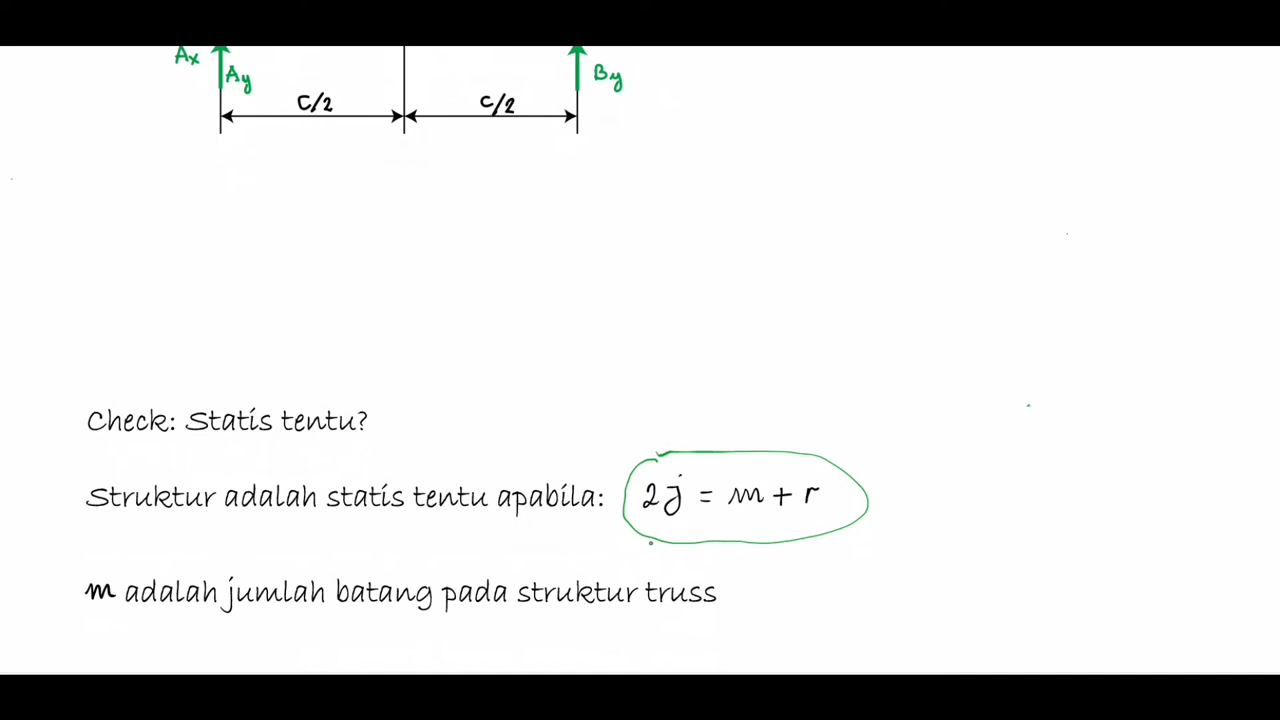 Ax Ay By
C/2 C/2
Check: Statis tentu?
Struktur adalah statis tentu apabila: 2j = m + r
m adalah jumlah batang pada struktur truss